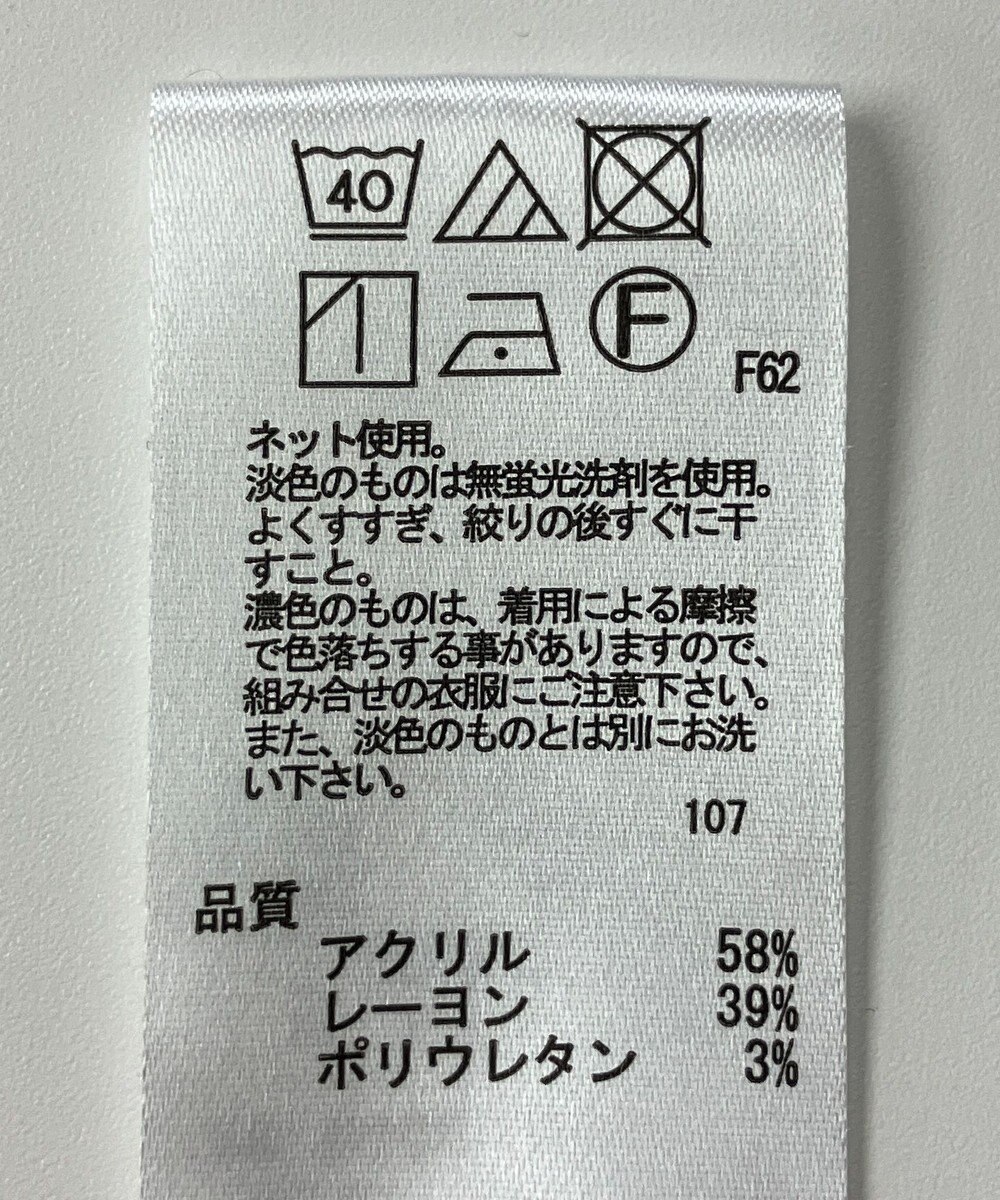 40
F
F62
ネット使用。
淡色のものは無蛍光洗剤を使用。
よくすすぎ、絞りの後すぐに干
すこと。
濃色のものは、着用による摩擦
で色落ちする事がありますので、
組み合せの衣服にご注意下さい。
また、淡色のものとは別にお洗
い下さい。
107
品質
アクリル 58%
レーヨン 39%
ポリウレタン 3%